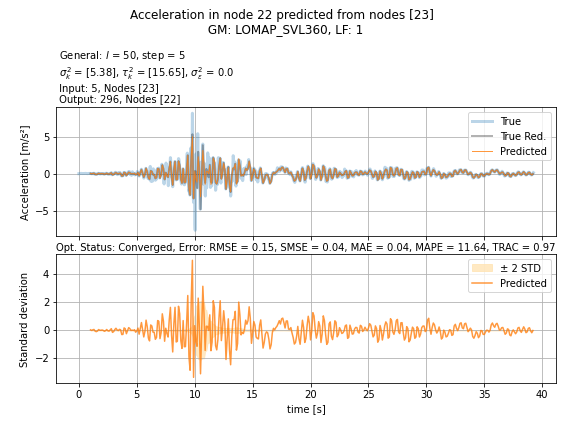 Acceleration in node 22 predicted from nodes [23]
GM: LOMAP_SVL360, LF: 1
General: l = 50, step = 5
σ²ₖ = [5.38], τ²ₖ = [15.65], σ²ε = 0.0
Input: 5, Nodes [23]
Output: 296, Nodes [22]
Acceleration [m/s²]
5
0
−5
True
True Red.
Predicted
Opt. Status: Converged, Error: RMSE = 0.15, SMSE = 0.04, MAE = 0.04, MAPE = 11.64, TRAC = 0.97
Standard deviation
4
2
0
−2
± 2 STD
Predicted
0 5 10 15 20 25 30 35 40
time [s]